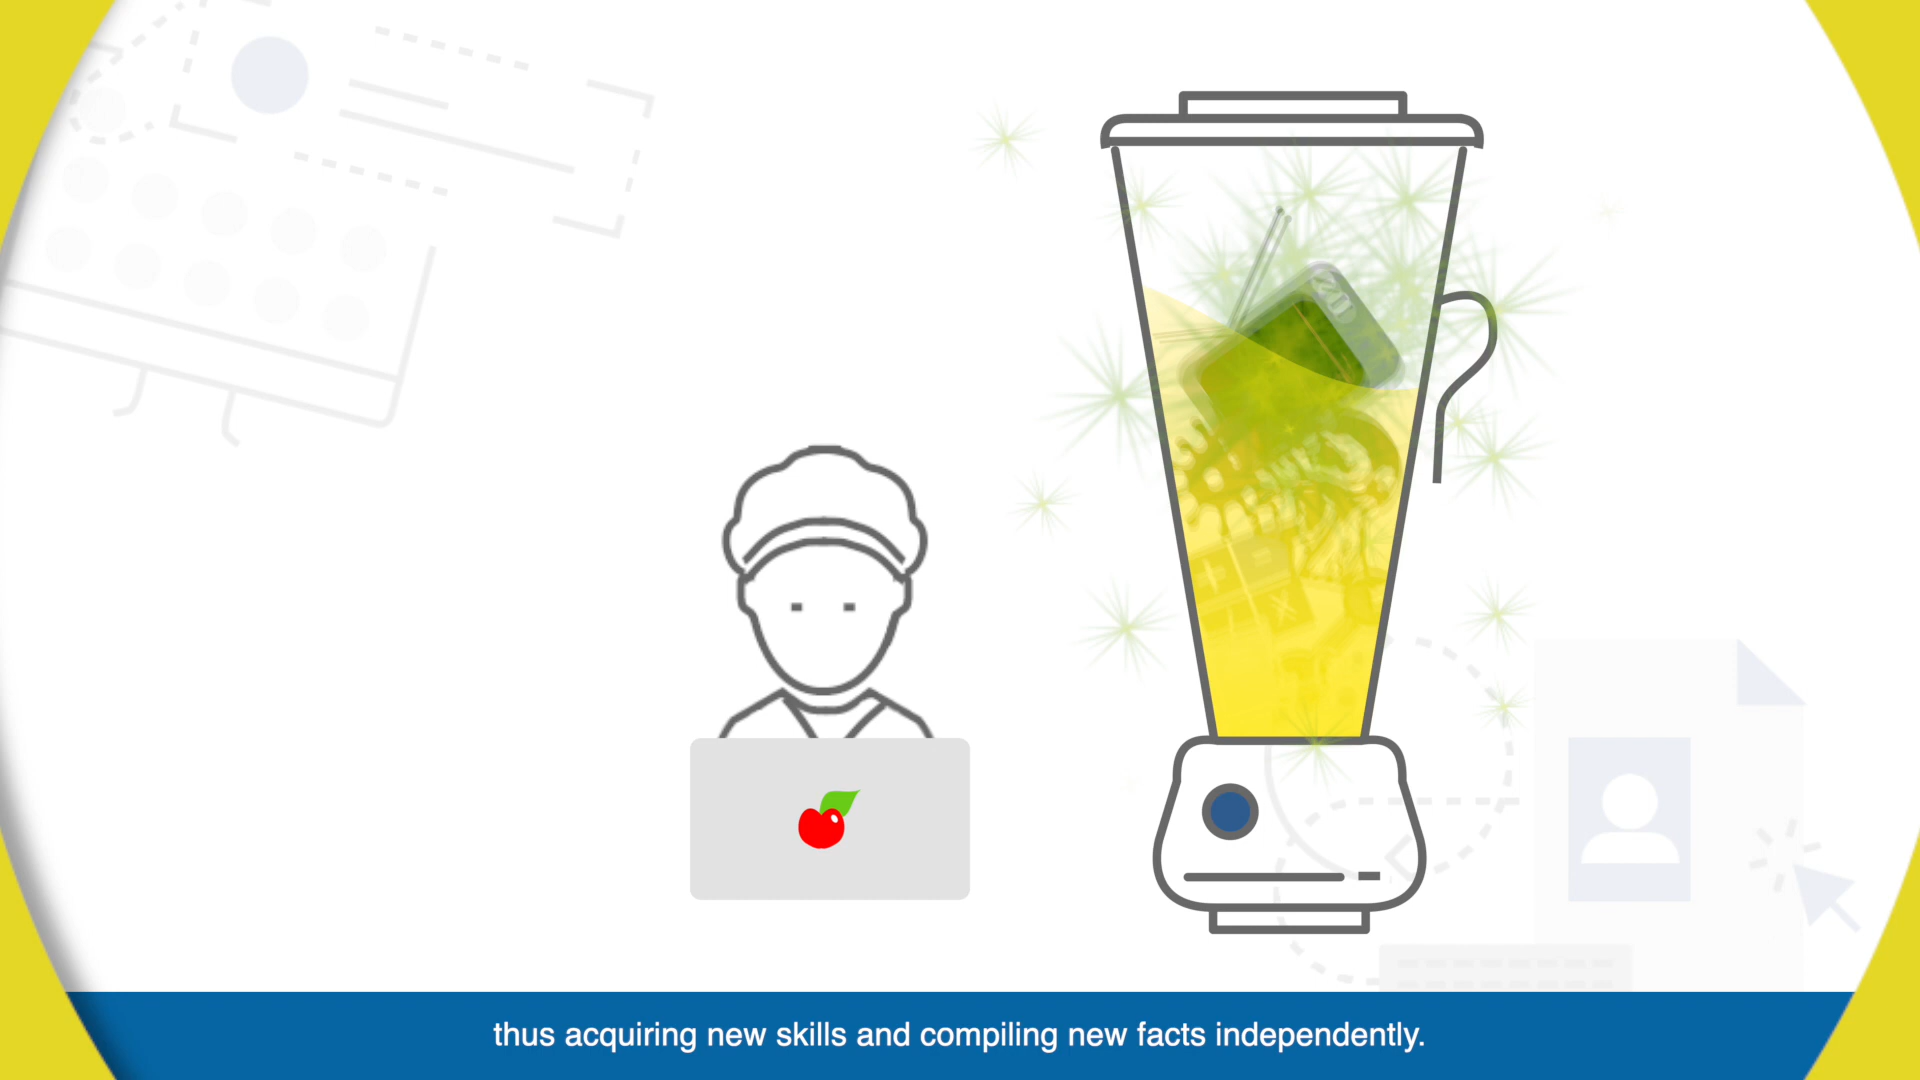 thus acquiring new skills and compiling new facts independently.